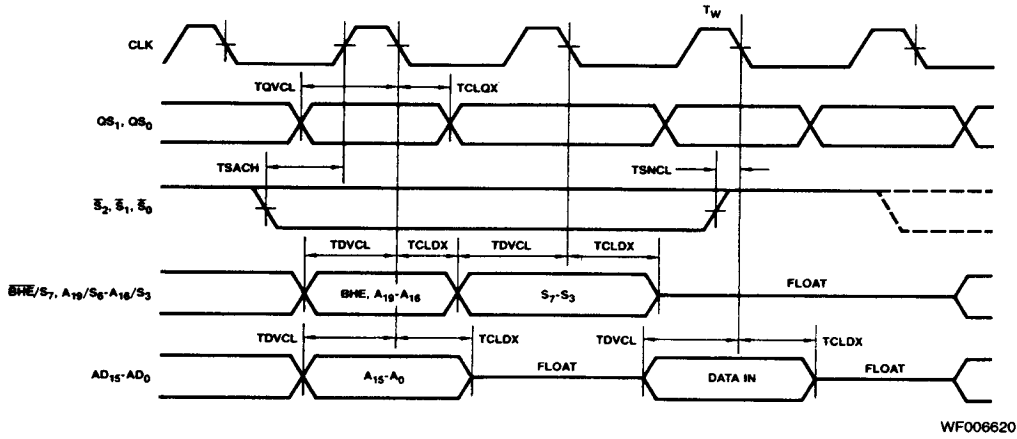 T_W
CLK
TQVCL TCLQX
QS₁, QS₀
TSACH TSNCL
S̅₂, S̅₁, S̅₀
TDVCL TCLDX TDVCL TCLDX
B̅H̅E̅/S₇, A₁₉/S₆-A₁₆/S₃ BHE, A₁₉-A₁₆ S₇-S₃ FLOAT
TDVCL TCLDX TDVCL TCLDX
AD₁₅-AD₀ A₁₅-A₀ FLOAT DATA IN FLOAT
WF006620